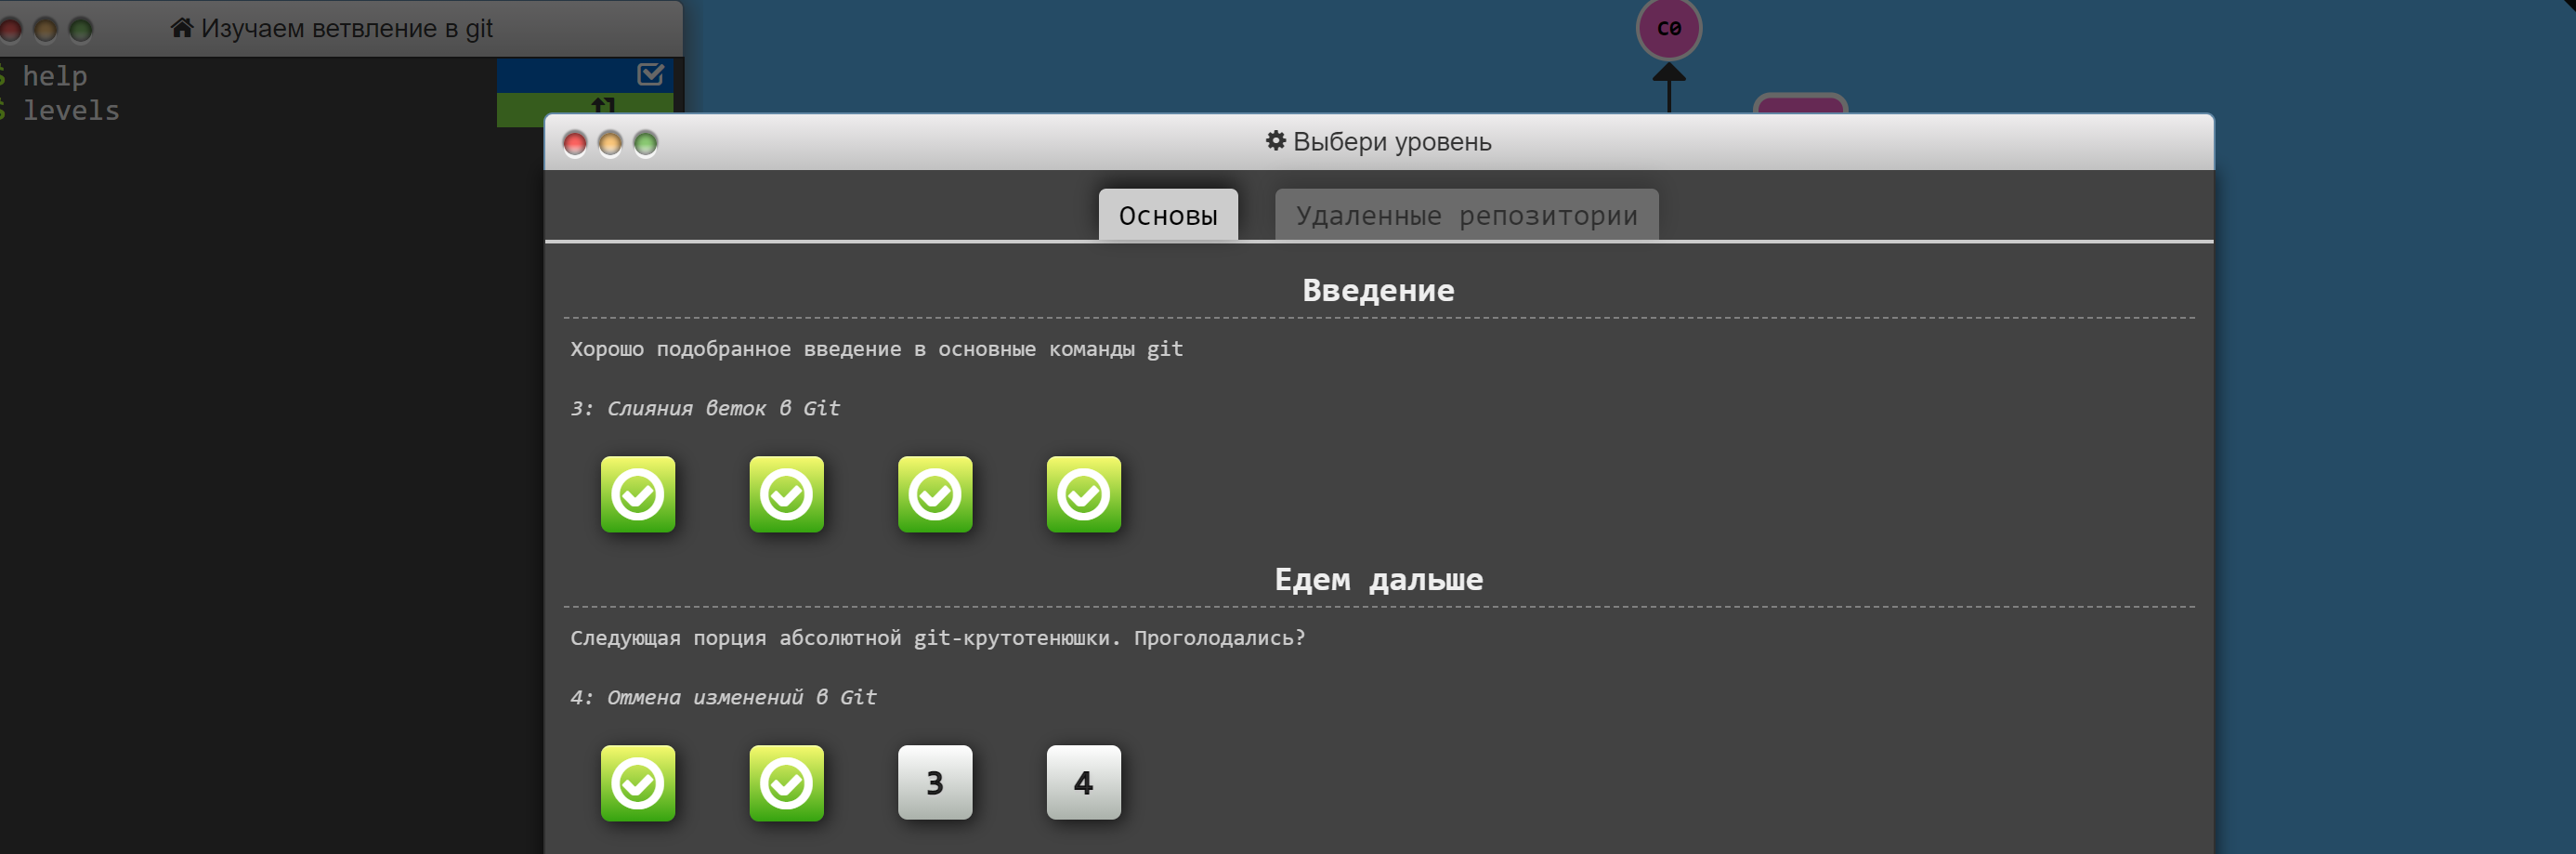 Изучаем ветвление в git
$ help
$ levels
C0
Выбери уровень
Основы
Удаленные репозитории
Введение
Хорошо подобранное введение в основные команды git
3: Слияния веток в Git
Едем дальше
Следующая порция абсолютной git-крутотенюшки. Проголодались?
4: Отмена изменений в Git
3
4